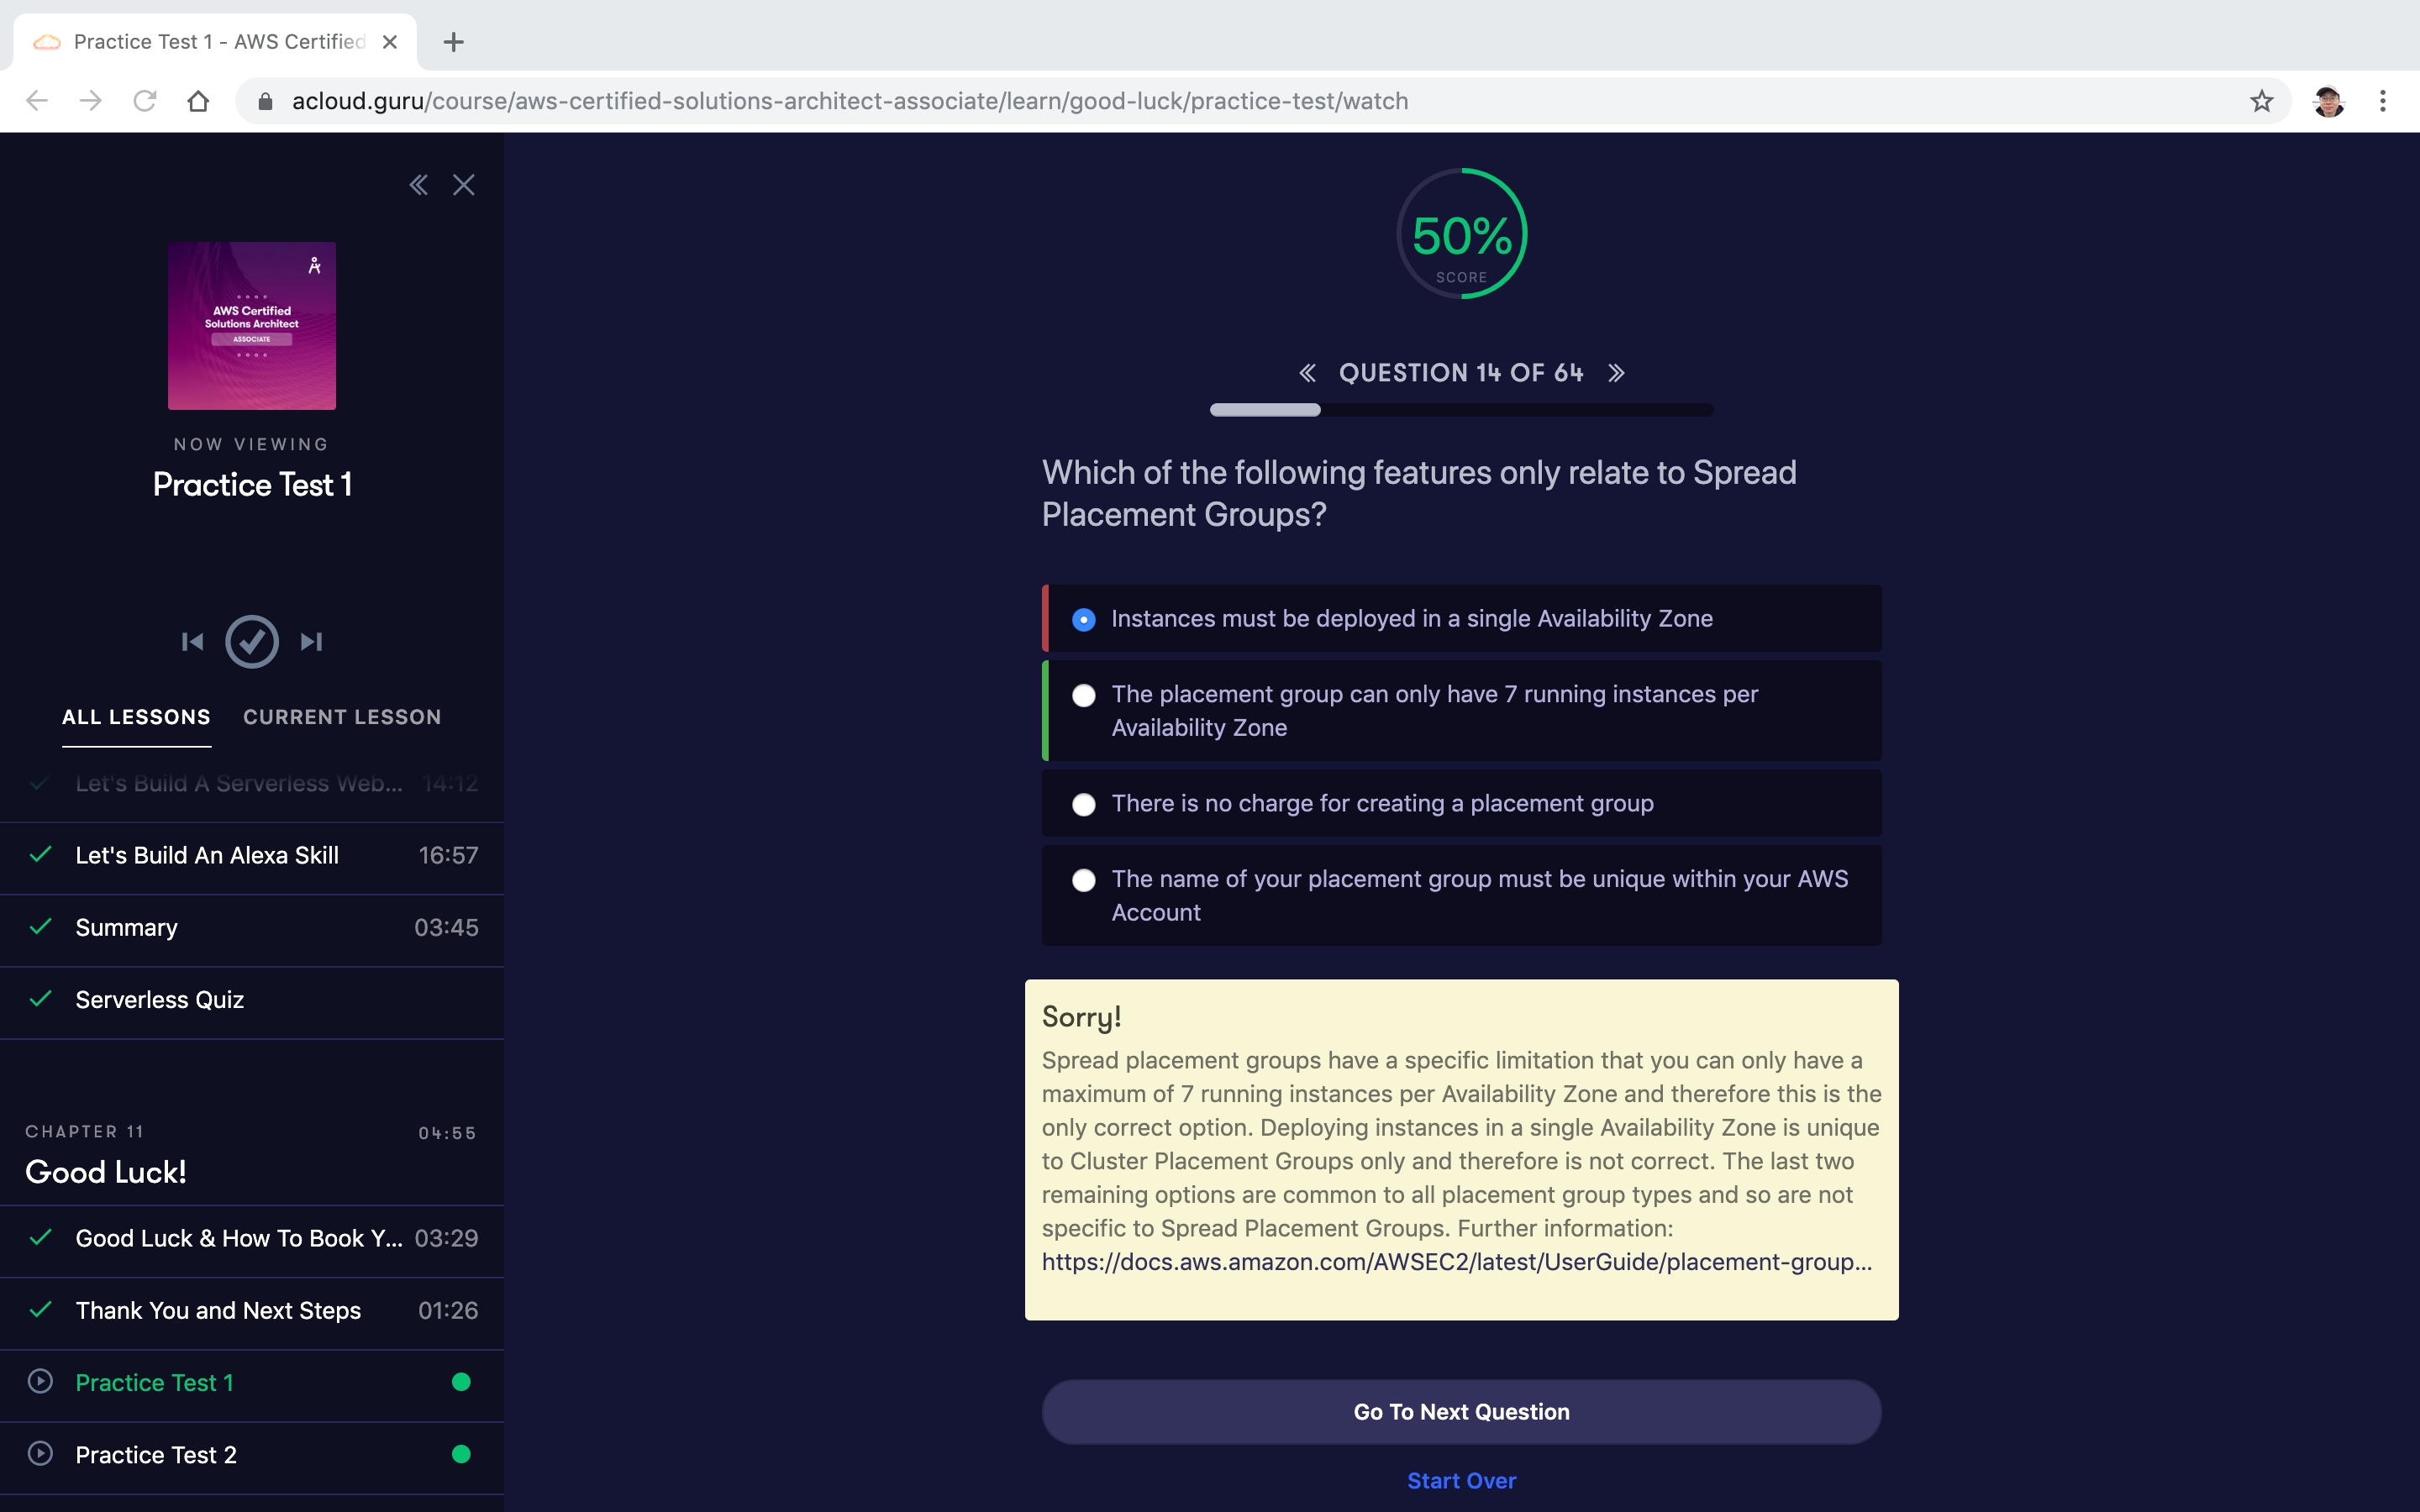 Practice Test 1 - AWS Certified
acloud.guru/course/aws-certified-solutions-architect-associate/learn/good-luck/practice-test/watch
AWS Certified
Solutions Architect
ASSOCIATE
NOW VIEWING
Practice Test 1
ALL LESSONS CURRENT LESSON
Let's Build A Serverless Web... 14:12
Let's Build An Alexa Skill 16:57
Summary 03:45
Serverless Quiz
CHAPTER 11 04:55
Good Luck!
Good Luck & How To Book Y... 03:29
Thank You and Next Steps 01:26
Practice Test 1
Practice Test 2
50%
SCORE
QUESTION 14 OF 64
Which of the following features only relate to Spread
Placement Groups?
Instances must be deployed in a single Availability Zone
The placement group can only have 7 running instances per
Availability Zone
There is no charge for creating a placement group
The name of your placement group must be unique within your AWS
Account
Sorry!
Spread placement groups have a specific limitation that you can only have a
maximum of 7 running instances per Availability Zone and therefore this is the
only correct option. Deploying instances in a single Availability Zone is unique
to Cluster Placement Groups only and therefore is not correct. The last two
remaining options are common to all placement group types and so are not
specific to Spread Placement Groups. Further information:
https://docs.aws.amazon.com/AWSEC2/latest/UserGuide/placement-group...
Go To Next Question
Start Over